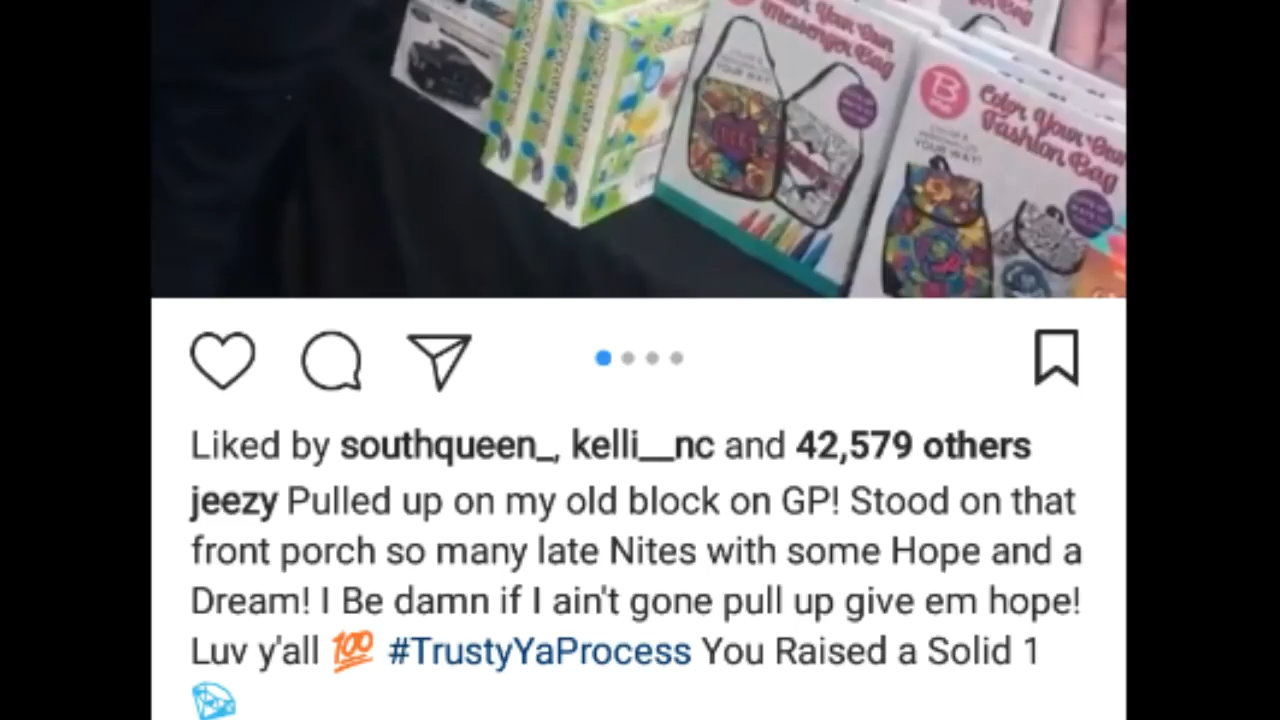 Color Your Own
Messenger Bag
YOUR WAY!
B
Color Your Own
Fashion Bag
YOUR WAY!
Liked by southqueen_, kelli__nc and 42,579 others
jeezy Pulled up on my old block on GP! Stood on that
front porch so many late Nites with some Hope and a
Dream! I Be damn if I ain't gone pull up give em hope!
Luv y'all 💯 #TrustyYaProcess You Raised a Solid 1
💎